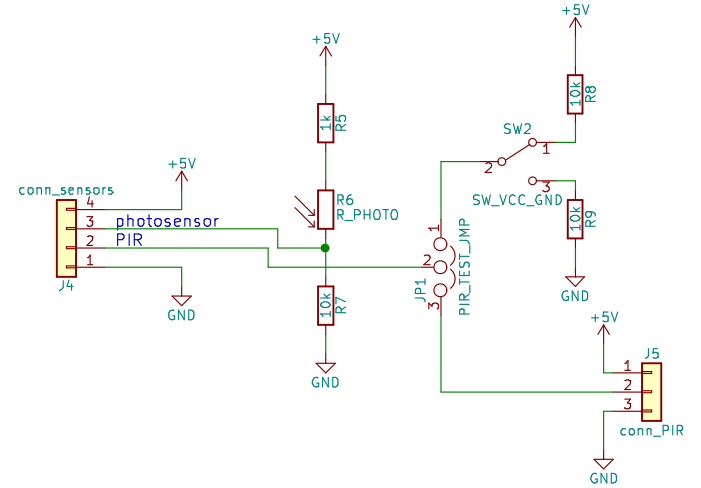 +5V
+5V
10k
R8
1k
R5
SW2
1
2
3
SW_VCC_GND
+5V
conn_sensors
4
3
2
1
J4
photosensor
PIR
R6
R_PHOTO
10k
R9
GND
1
2
3
JP1
PIR_TEST_JMP
GND
10k
R7
GND
+5V
J5
1
2
3
conn_PIR
GND